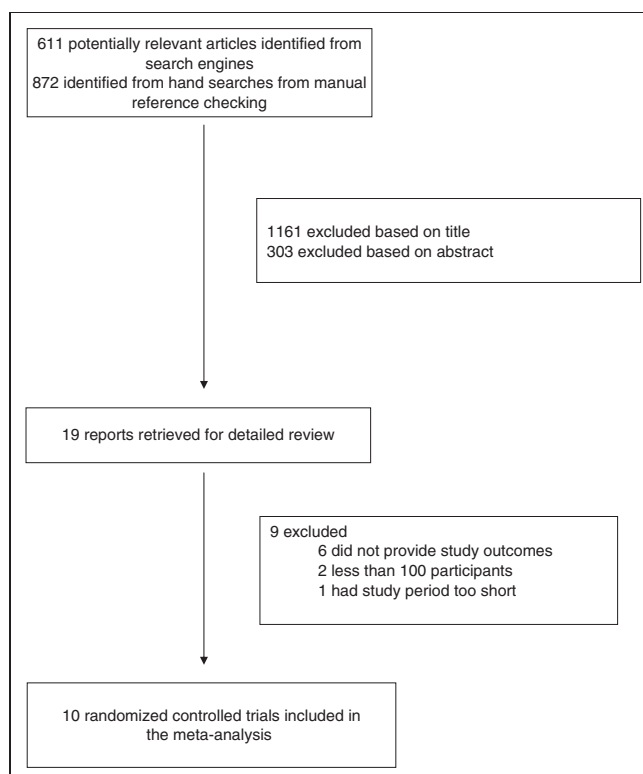 611 potentially relevant articles identified from
search engines
872 identified from hand searches from manual
reference checking
1161 excluded based on title
303 excluded based on abstract
19 reports retrieved for detailed review
9 excluded
6 did not provide study outcomes
2 less than 100 participants
1 had study period too short
10 randomized controlled trials included in
the meta-analysis